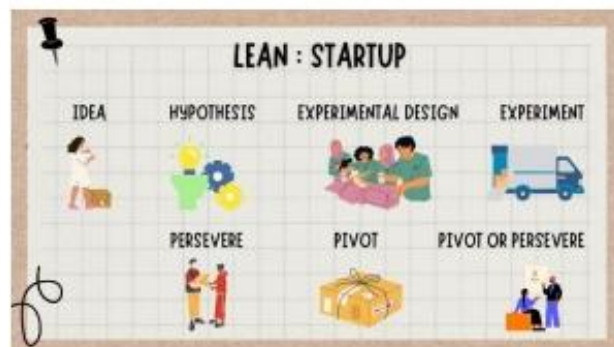 LEAN : STARTUP
IDEA HYPOTHESIS EXPERIMENTAL DESIGN EXPERIMENT
PERSEVERE PIVOT PIVOT OR PERSEVERE